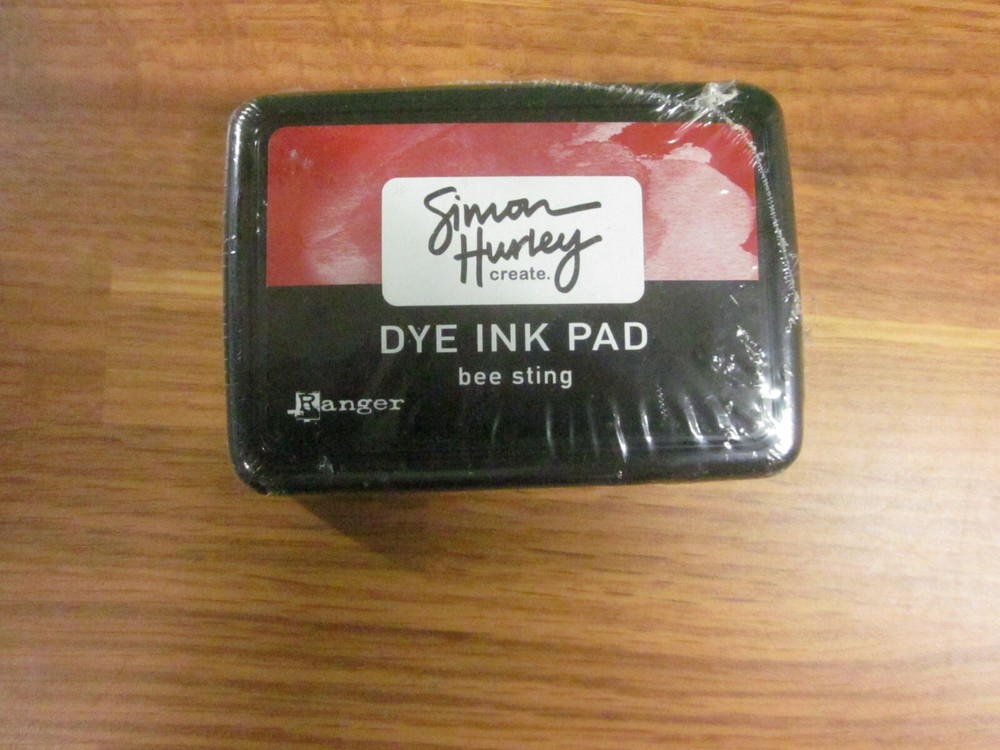 Simon
Hurley
create.
DYE INK PAD
bee sting
Ranger